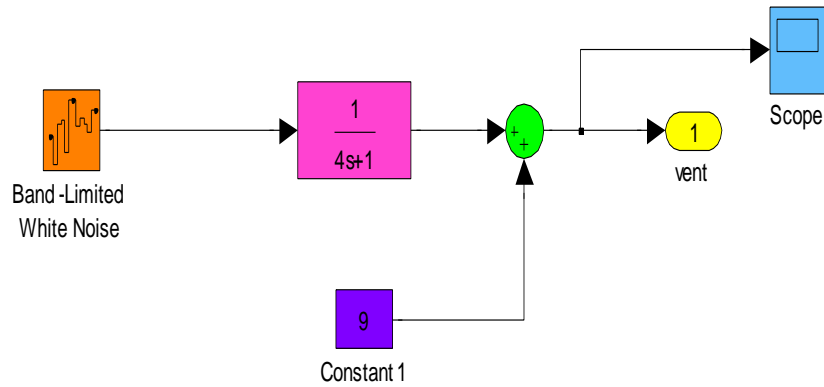 Band -Limited
White Noise
1
4s+1
+
+
9
Constant 1
1
vent
Scope